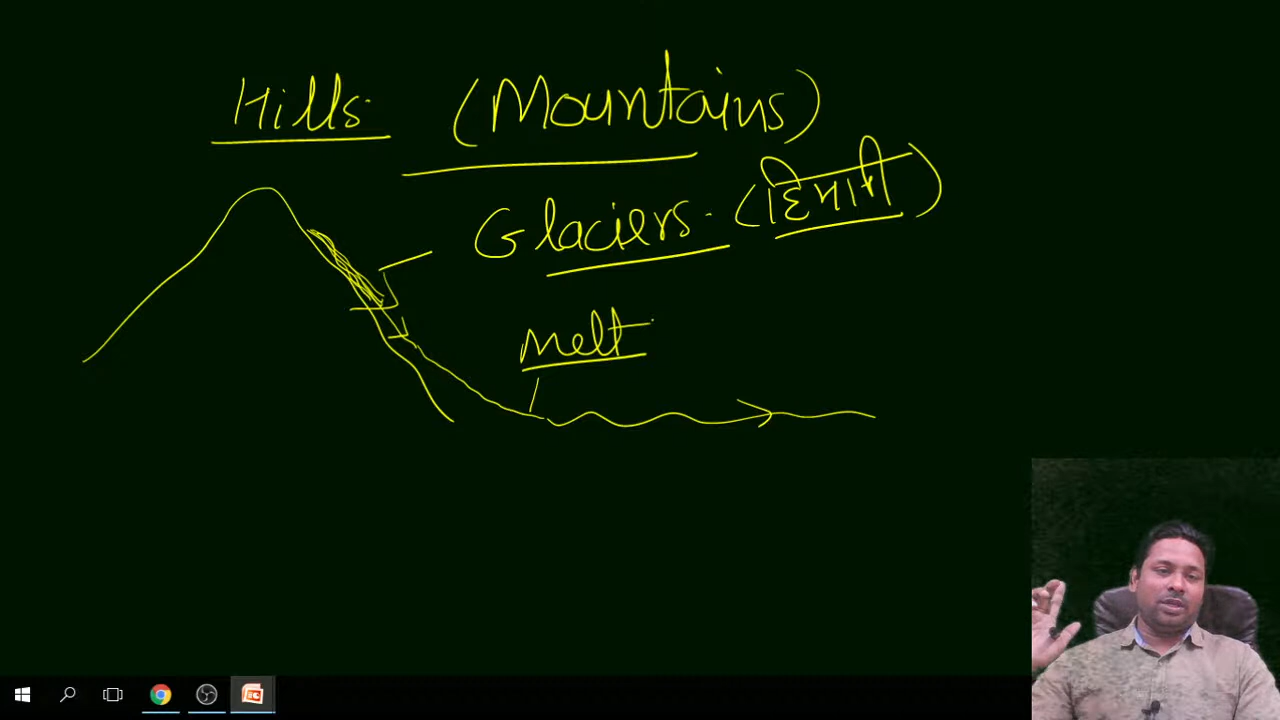 Hills (Mountains)
Glaciers. (हिमानी)
Melt